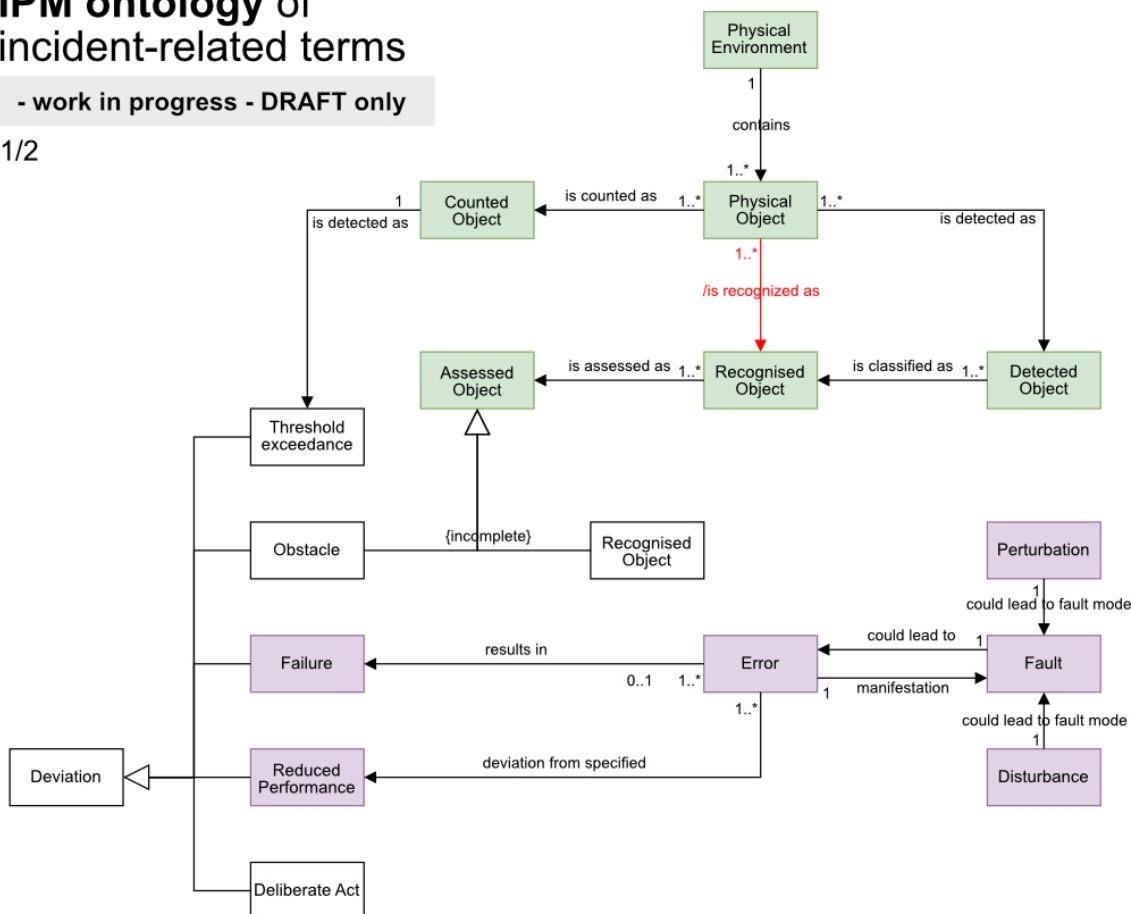 IPM ontology of
incident-related terms
- work in progress - DRAFT only
1/2
Physical
Environment
1
contains
1..*
Counted
Object
is counted as
1..*
Physical
Object
1..*
is detected as
1
is detected as
1..*
/is recognized as
Assessed
Object
is assessed as
1..*
Recognised
Object
is classified as
1..*
Detected
Object
Threshold
exceedance
Obstacle
{incomplete}
Recognised
Object
Perturbation
1
could lead to fault mode
Failure
results in
0..1
1..*
Error
could lead to
1
1
manifestation
Fault
1..*
could lead to fault mode
1
Deviation
Reduced
Performance
deviation from specified
Disturbance
Deliberate Act